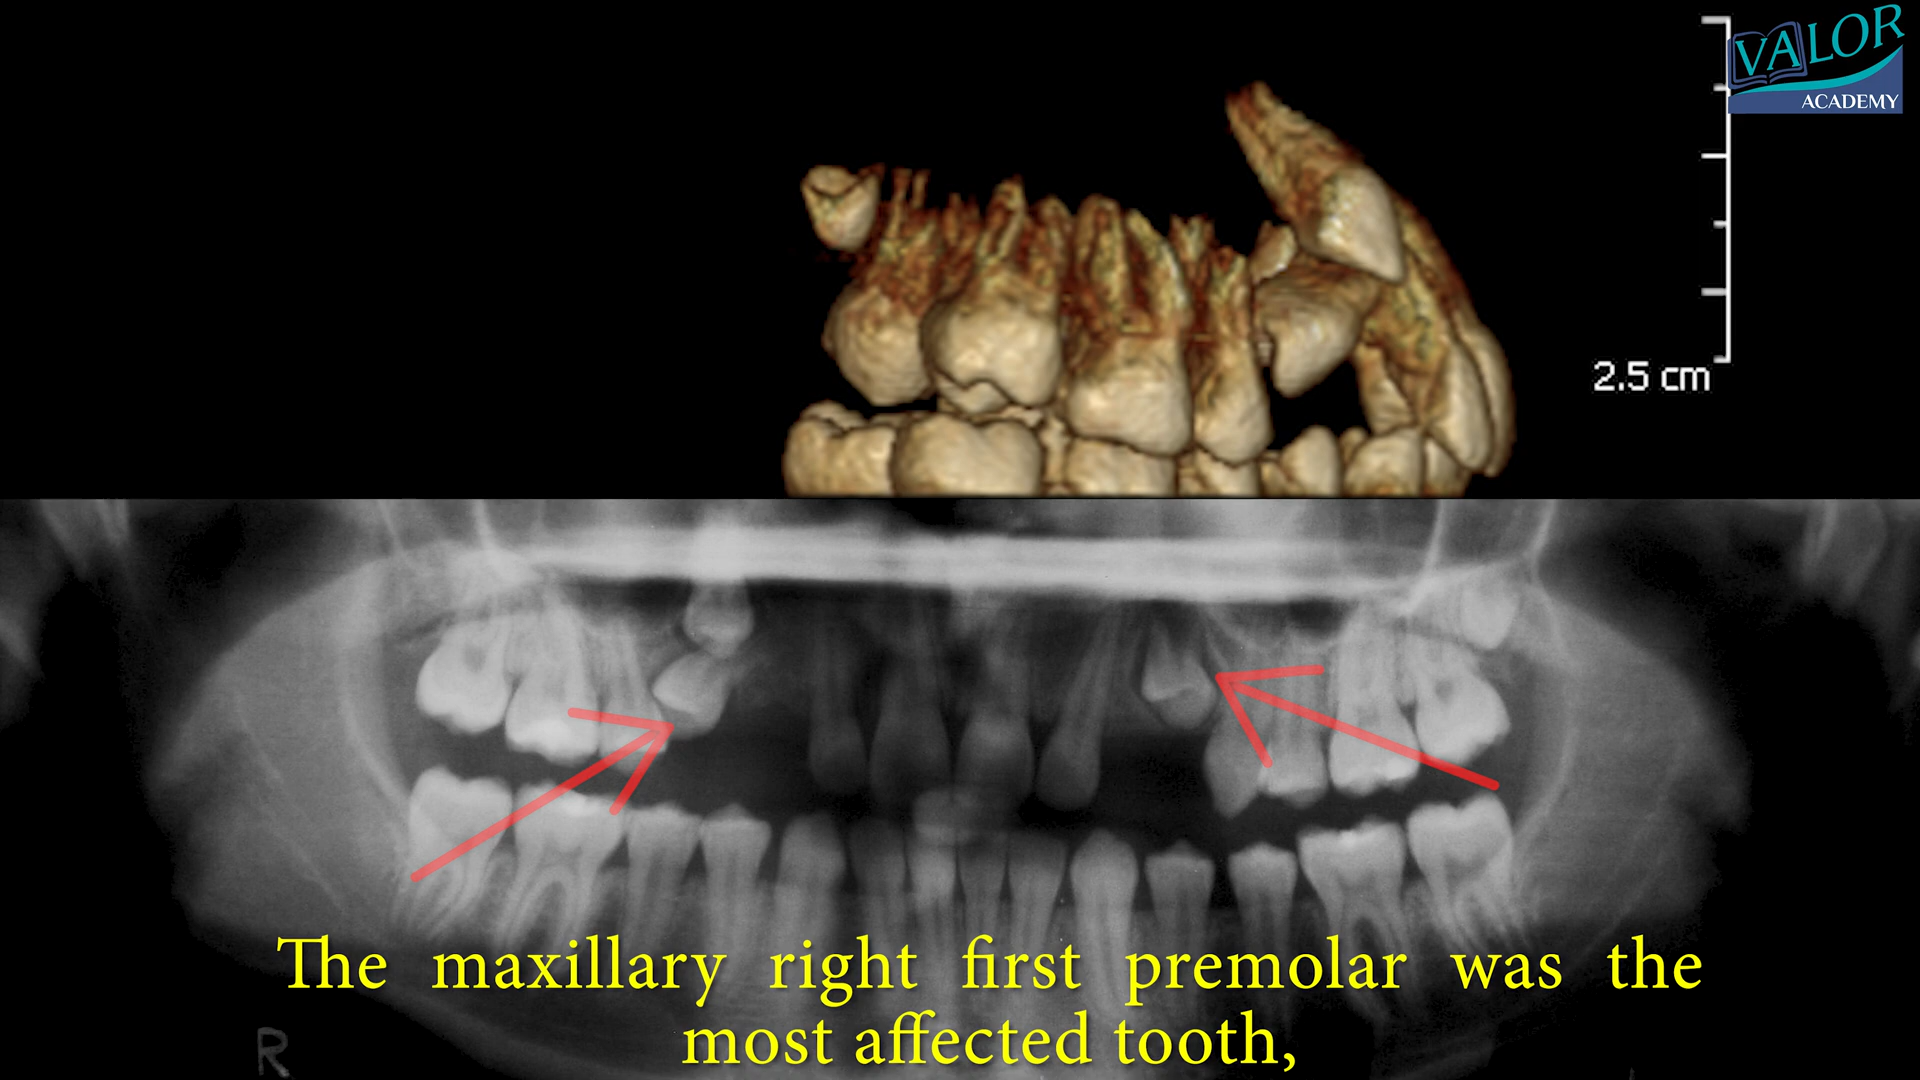 VALOR
ACADEMY
2.5 cm
The maxillary right first premolar was the
most affected tooth,
R